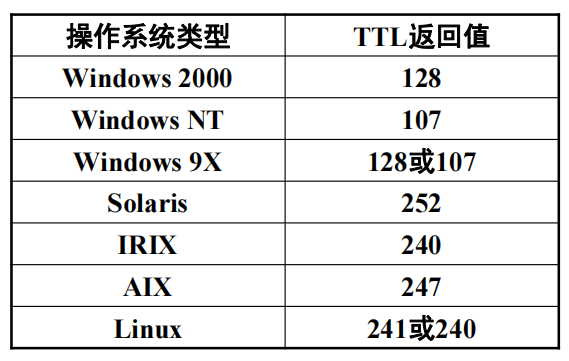 操作系统类型 TTL返回值
Windows 2000 128
Windows NT 107
Windows 9X 128或107
Solaris 252
IRIX 240
AIX 247
Linux 241或240